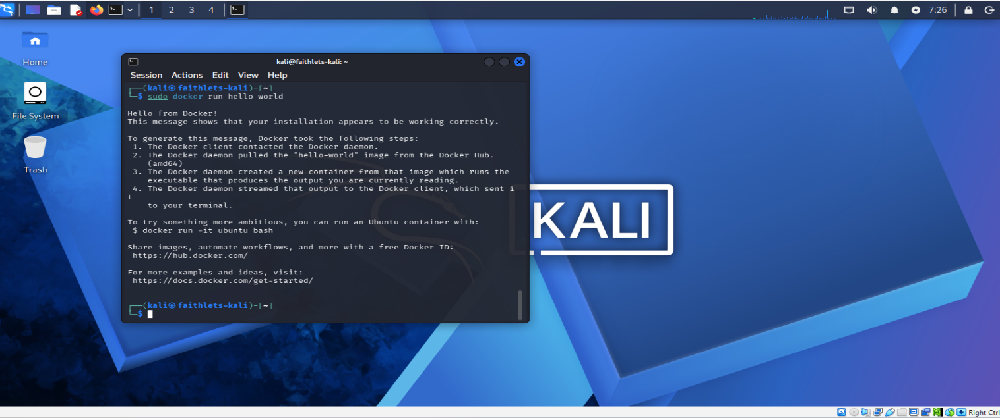 1 2 3 4
7:26
Home
File System
Trash
kali@faithlets-kali: ~
Session Actions Edit View Help
┌──(kali㉿faithlets-kali)-[~]
└─$ sudo docker run hello-world
Hello from Docker!
This message shows that your installation appears to be working correctly.
To generate this message, Docker took the following steps:
1. The Docker client contacted the Docker daemon.
2. The Docker daemon pulled the "hello-world" image from the Docker Hub.
(amd64)
3. The Docker daemon created a new container from that image which runs the
executable that produces the output you are currently reading.
4. The Docker daemon streamed that output to the Docker client, which sent i
t
to your terminal.
To try something more ambitious, you can run an Ubuntu container with:
$ docker run -it ubuntu bash
Share images, automate workflows, and more with a free Docker ID:
https://hub.docker.com/
For more examples and ideas, visit:
https://docs.docker.com/get-started/
┌──(kali㉿faithlets-kali)-[~]
└─$
KALI
Right Ctrl